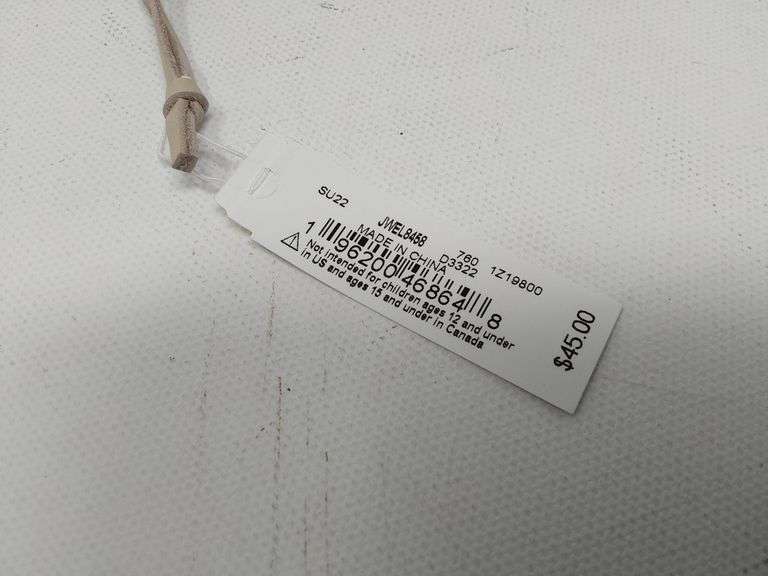 SU22
JWEL8458
760 1Z19800
MADE IN CHINA D3322
1 96200 46864 8
Not intended for children ages 12 and under
in US and ages 15 and under in Canada
$45.00